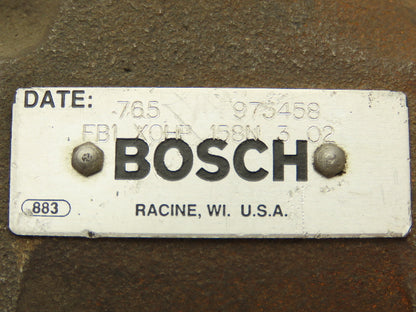 DATE: 765 973458
FB1 XOHP 158N 3 02
BOSCH
883
RACINE, WI. U.S.A.